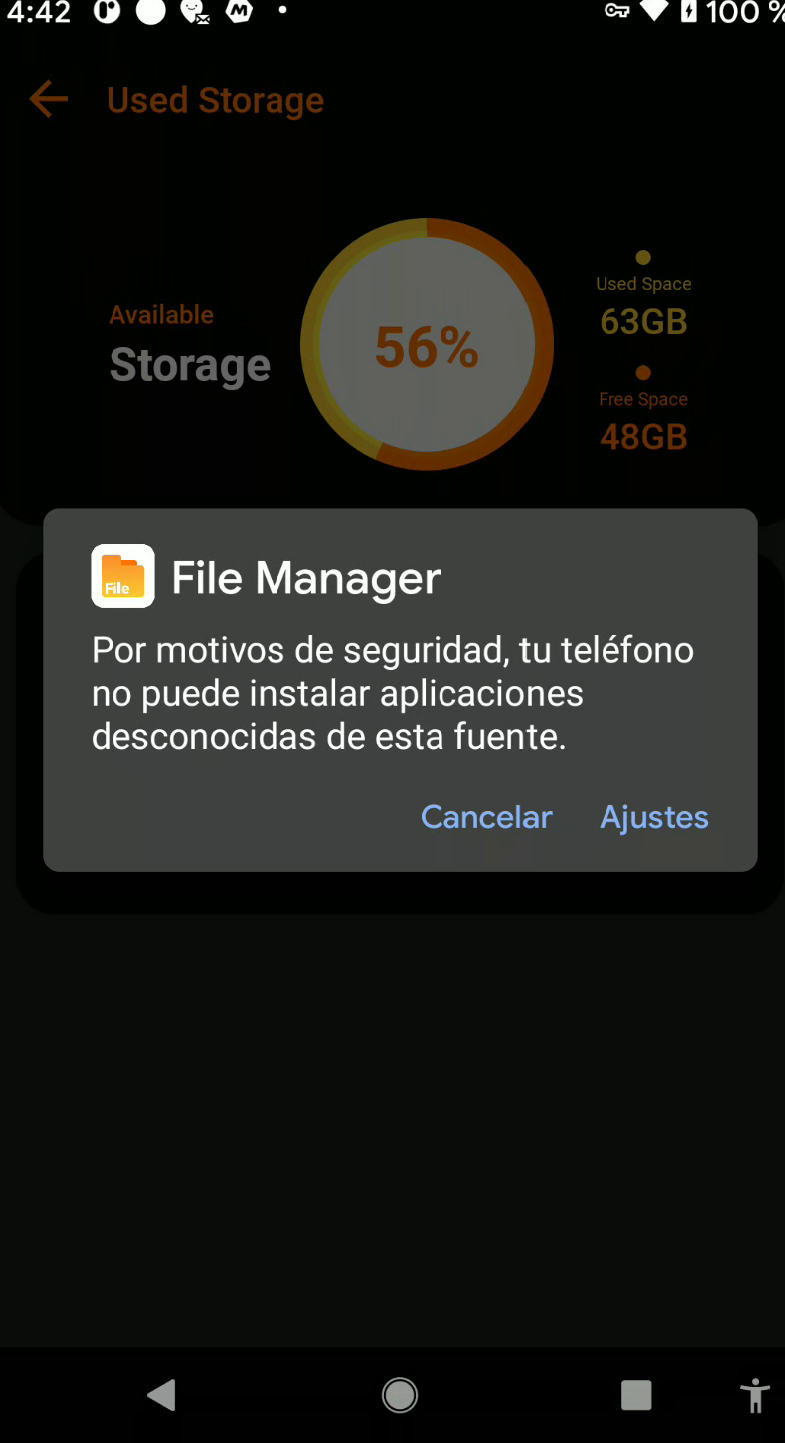 4:42 100 %
Used Storage
Available
Storage
56%
Used Space
63GB
Free Space
48GB
File
File Manager
Por motivos de seguridad, tu teléfono
no puede instalar aplicaciones
desconocidas de esta fuente.
Cancelar Ajustes